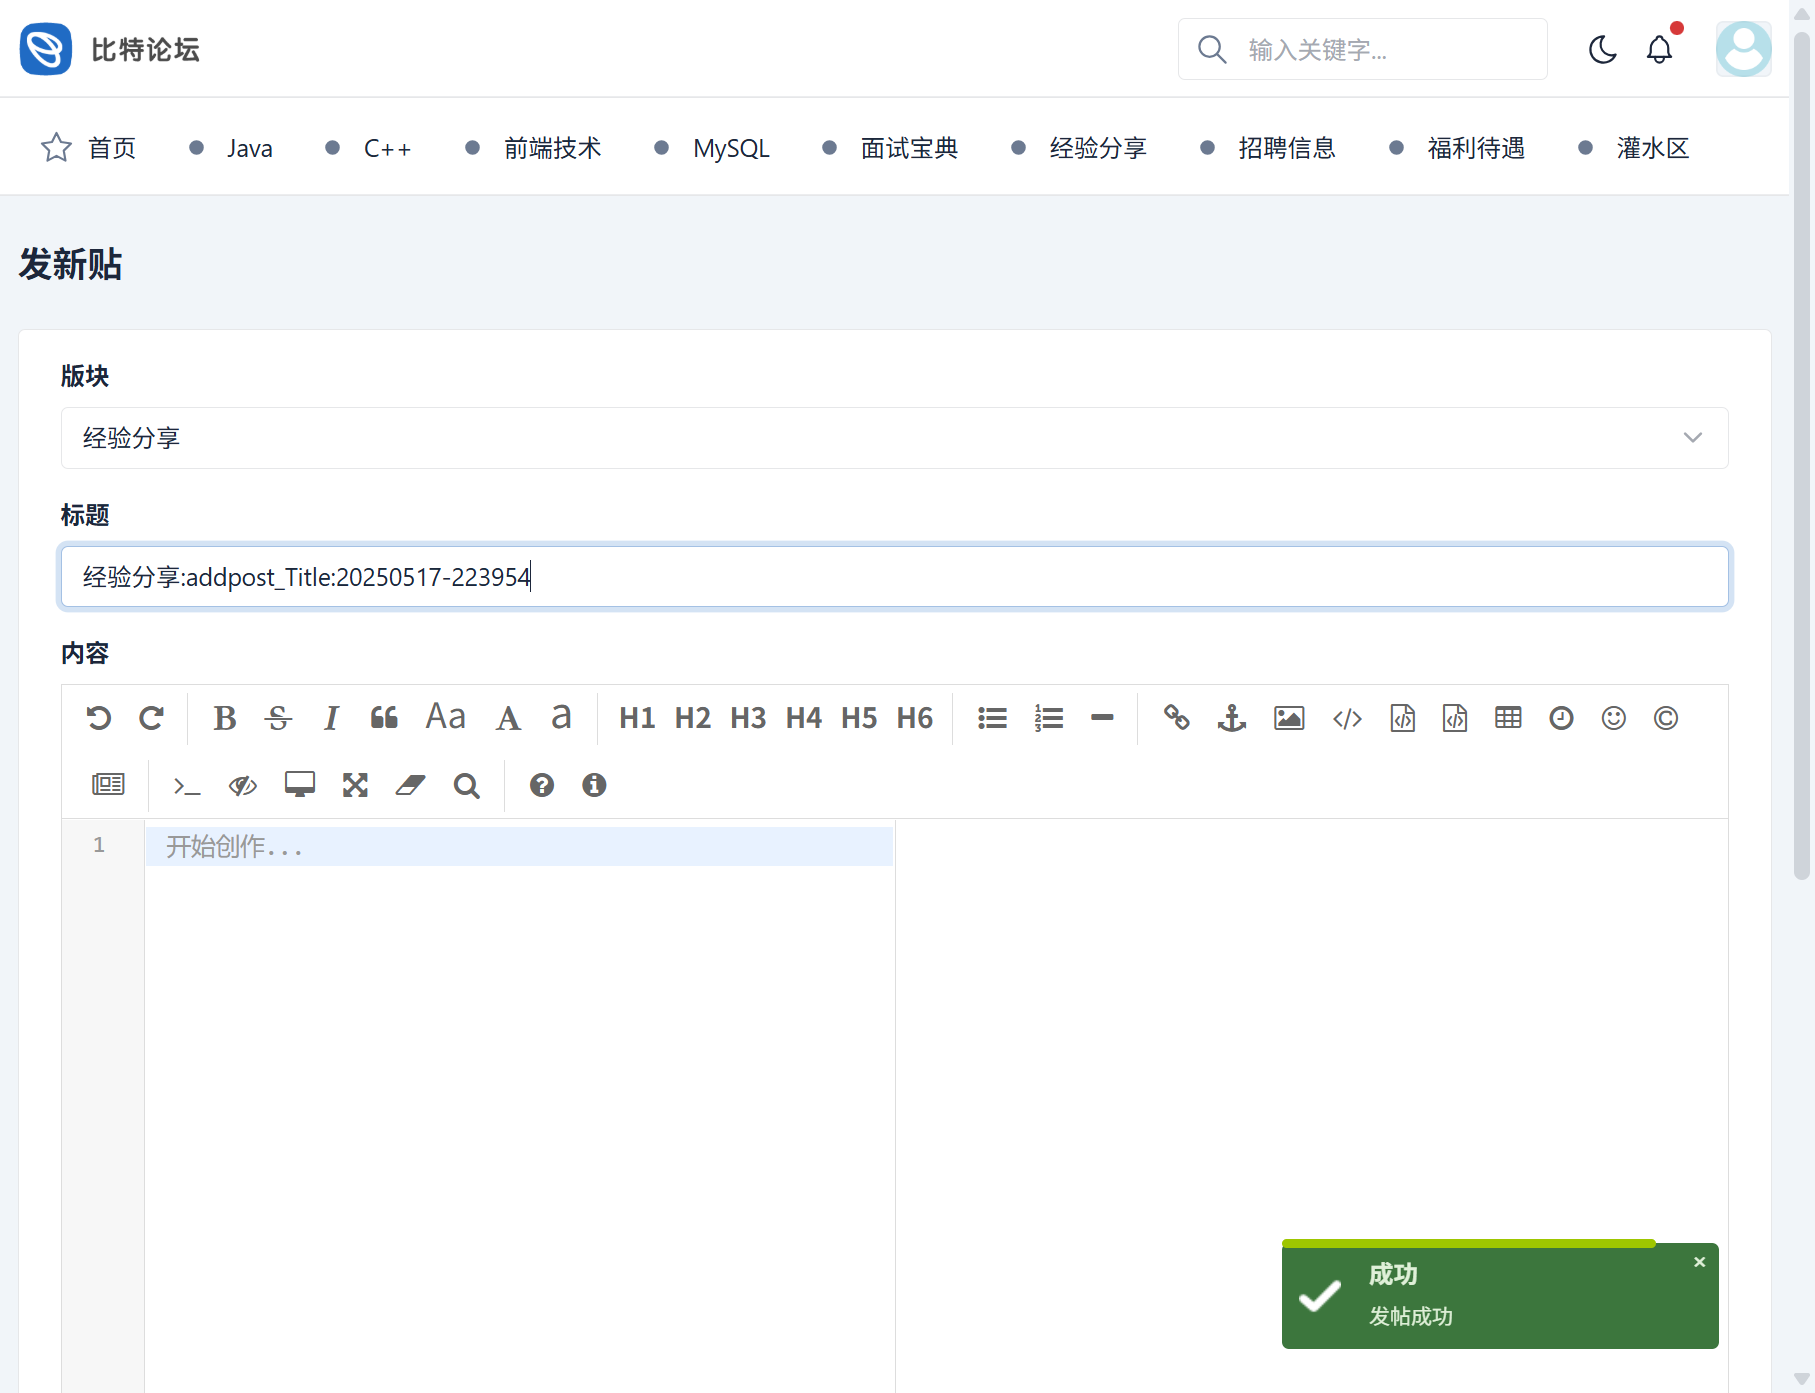 比特论坛
输入关键字...
首页 Java C++ 前端技术 MySQL 面试宝典 经验分享 招聘信息 福利待遇 灌水区
发新贴
版块
经验分享
标题
经验分享:addpost_Title:20250517-223954
内容
B S I Aa A a H1 H2 H3 H4 H5 H6
1 开始创作...
成功
×
发帖成功